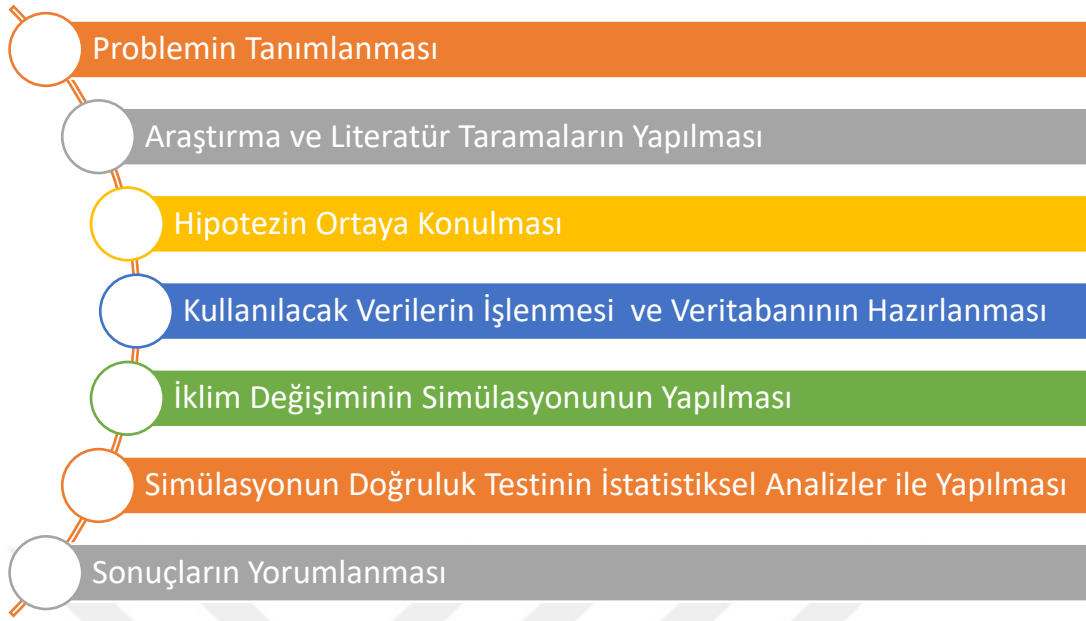 Problemin Tanımlanması
Araştırma ve Literatür Taramaların Yapılması
Hipotezin Ortaya Konulması
Kullanılacak Verilerin İşlenmesi  ve Veritabanının Hazırlanması
İklim Değişiminin Simülasyonunun Yapılması
Simülasyonun Doğruluk Testinin İstatistiksel Analizler ile Yapılması
Sonuçların Yorumlanması